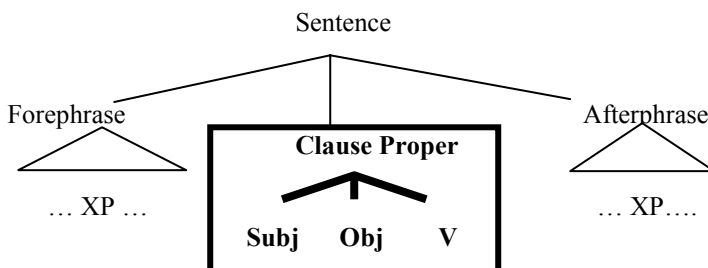 Sentence
Forephrase Afterphrase
Clause Proper
… XP … … XP….
Subj Obj V